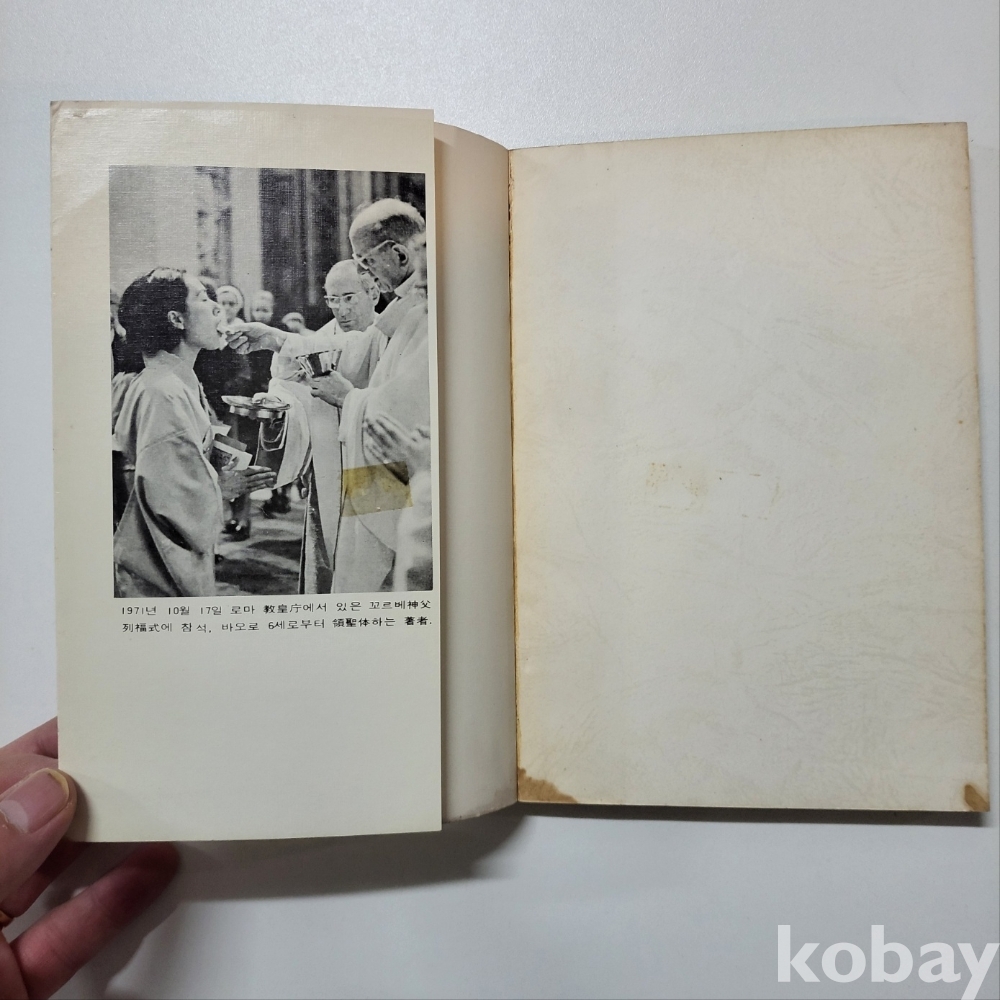 1971년 10월 17일 로마 教皇庁에서 있은 꼬르베神父
列福式에 참석, 바오로 6세로부터 領聖体하는 著者.
kobay